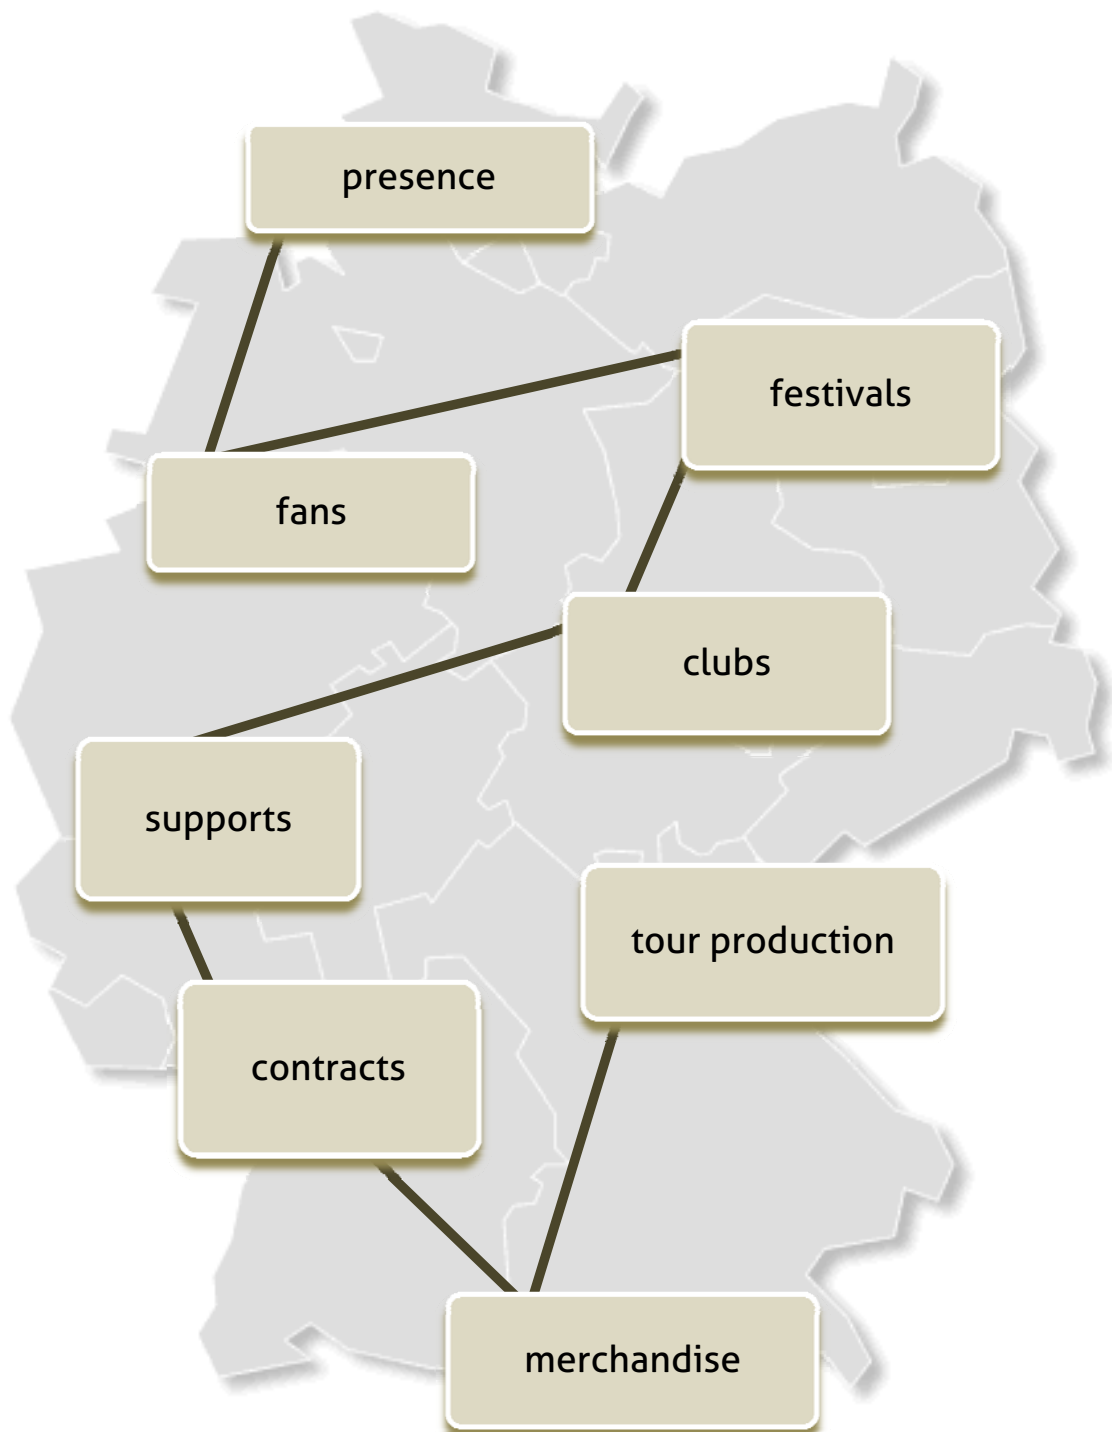 presence
festivals
fans
clubs
supports
tour production
contracts
merchandise